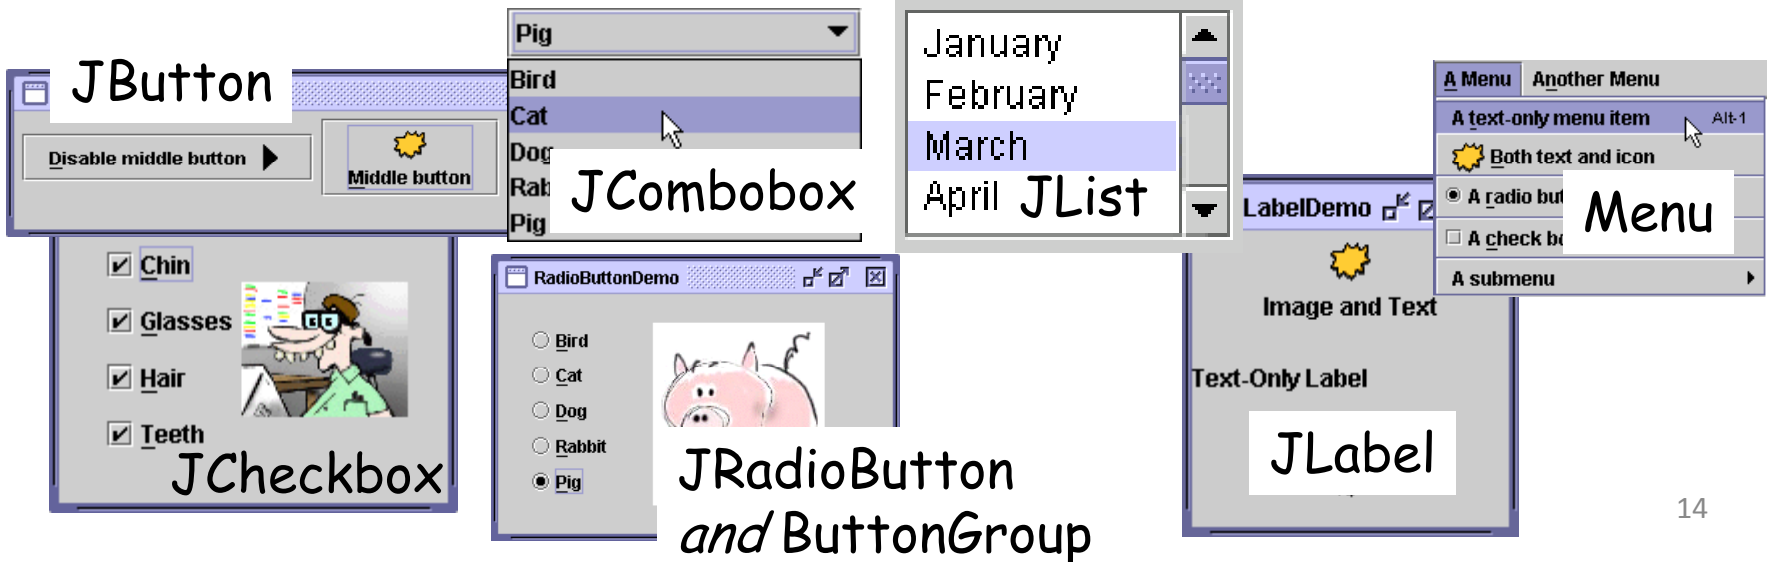 JButton
Disable middle button
Middle button
Pig
Bird
Cat
Dog
Rab
Pig
JCombobox
January
February
March
April
JList
A Menu Another Menu
A text-only menu item Alt-1
Both text and icon
A radio but
A check bo
A submenu
Menu
Chin
Glasses
Hair
Teeth
JCheckbox
RadioButtonDemo
Bird
Cat
Dog
Rabbit
Pig
JRadioButton
and ButtonGroup
LabelDemo
Image and Text
Text-Only Label
JLabel
14